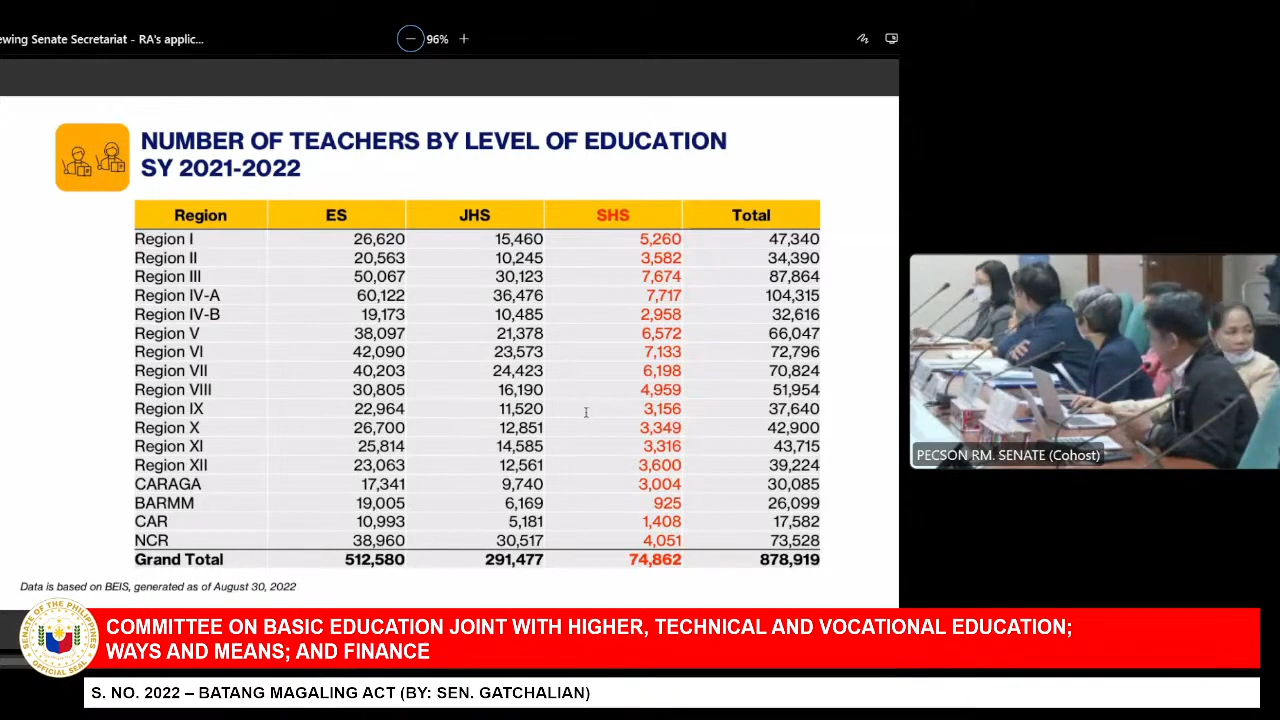 ewing Senate Secretariat - RA's applic...
96%
NUMBER OF TEACHERS BY LEVEL OF EDUCATION
SY 2021-2022
Region ES JHS SHS Total
Region I 26,620 15,460 5,260 47,340
Region II 20,563 10,245 3,582 34,390
Region III 50,067 30,123 7,674 87,864
Region IV-A 60,122 36,476 7,717 104,315
Region IV-B 19,173 10,485 2,958 32,616
Region V 38,097 21,378 6,572 66,047
Region VI 42,090 23,573 7,133 72,796
Region VII 40,203 24,423 6,198 70,824
Region VIII 30,805 16,190 4,959 51,954
Region IX 22,964 11,520 3,156 37,640
Region X 26,700 12,851 3,349 42,900
Region XI 25,814 14,585 3,316 43,715
Region XII 23,063 12,561 3,600 39,224
CARAGA 17,341 9,740 3,004 30,085
BARMM 19,005 6,169 925 26,099
CAR 10,993 5,181 1,408 17,582
NCR 38,960 30,517 4,051 73,528
Grand Total 512,580 291,477 74,862 878,919
Data is based on BEIS, generated as of August 30, 2022
PECSON RM. SENATE (Cohost)
SENATE OF THE PHILIPPINES
OFFICIAL SEAL
COMMITTEE ON BASIC EDUCATION JOINT WITH HIGHER, TECHNICAL AND VOCATIONAL EDUCATION;
WAYS AND MEANS; AND FINANCE
S. NO. 2022 – BATANG MAGALING ACT (BY: SEN. GATCHALIAN)